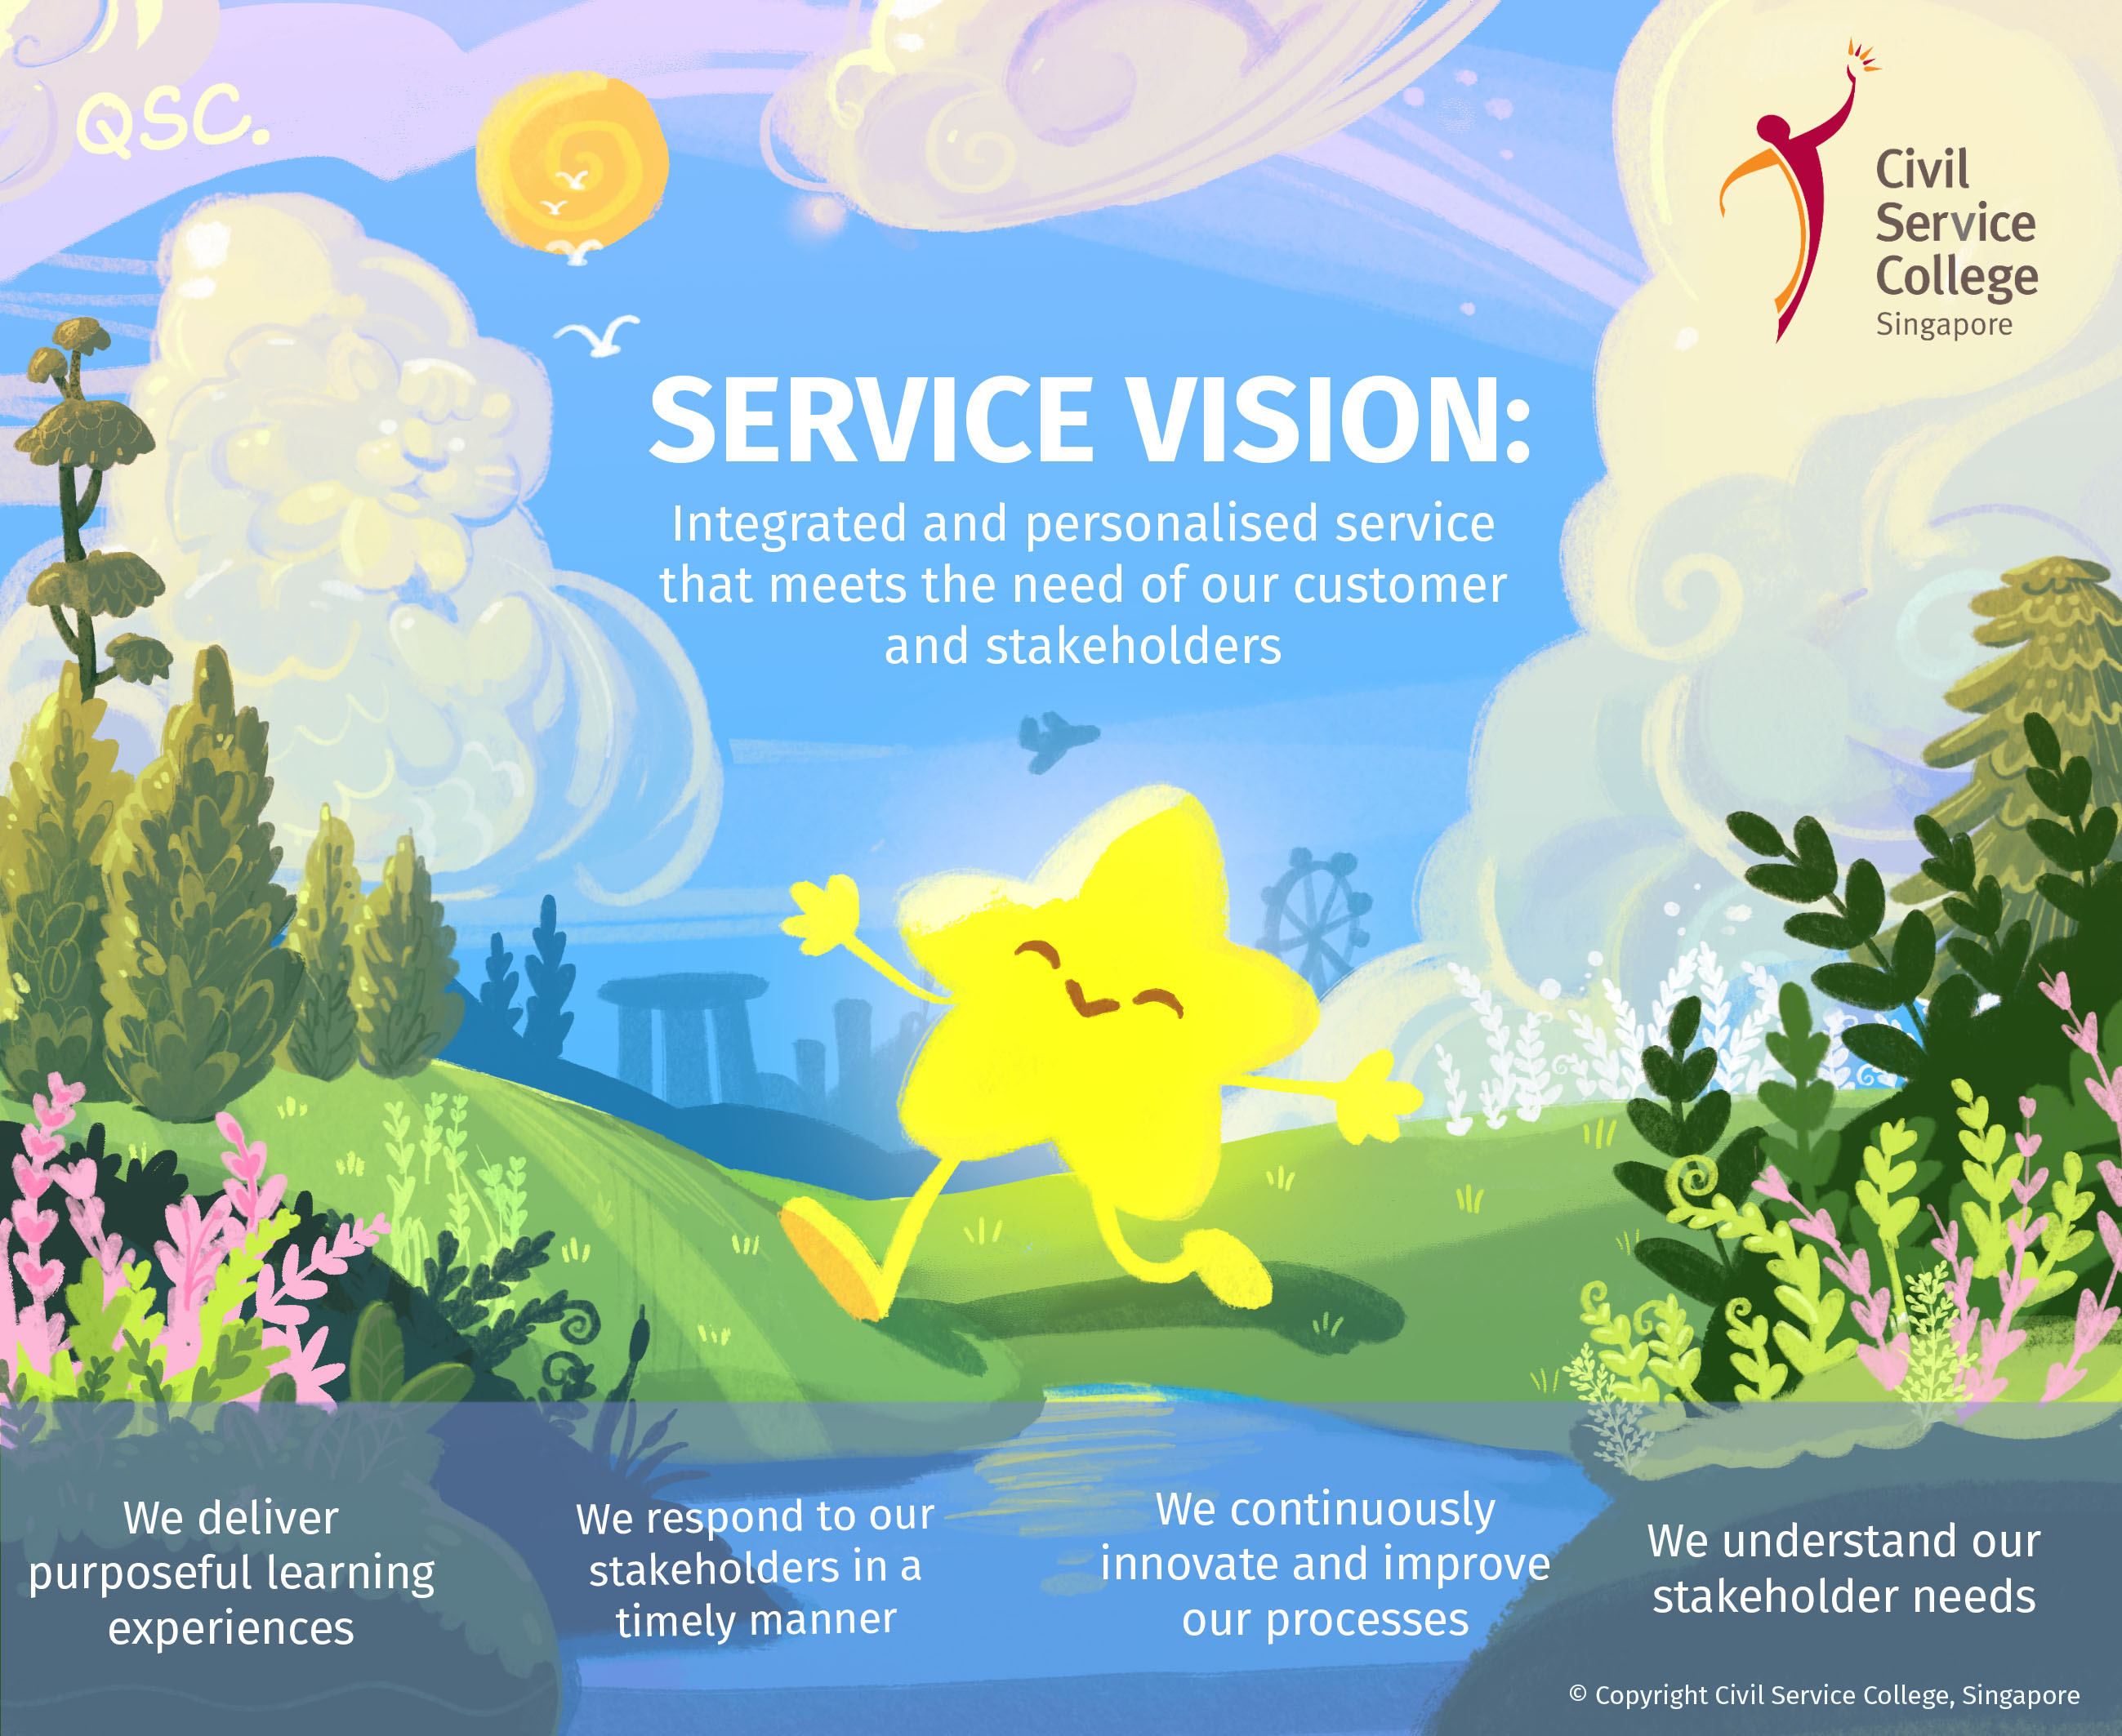 QSC.
Civil
Service
College
Singapore
SERVICE VISION:
Integrated and personalised service
that meets the need of our customer
and stakeholders
We deliver
purposeful learning
experiences
We respond to our
stakeholders in a
timely manner
We continuously
innovate and improve
our processes
We understand our
stakeholder needs
© Copyright Civil Service College, Singapore